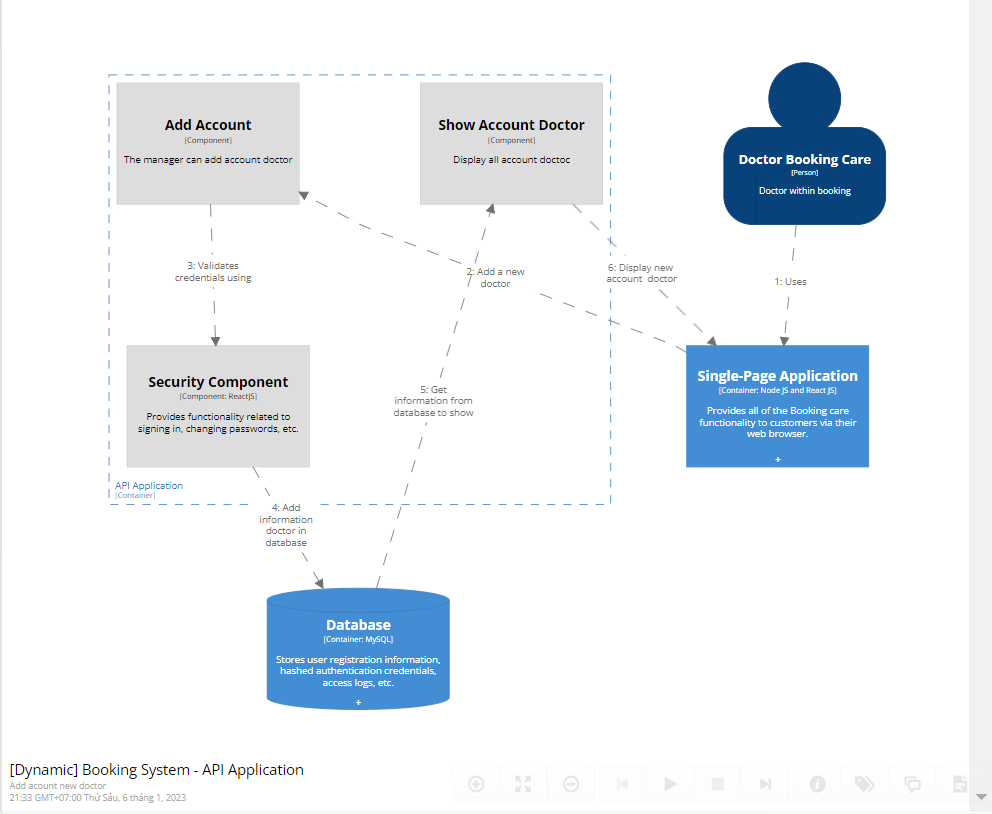 Add Account
[Component]
The manager can add account doctor
Show Account Doctor
[Component]
Display all account doctoc
Doctor Booking Care
[Person]
Doctor within booking
3: Validates
credentials using
2: Add a new
doctor
6: Display new
account doctor
1: Uses
Security Component
[Component: ReactJS]
Provides functionality related to
signing in, changing passwords, etc.
5: Get
information from
database to show
Single-Page Application
[Container: Node JS and React JS]
Provides all of the Booking care
functionality to customers via their
web browser.
+
API Application
[Container]
4: Add
information
doctor in
database
Database
[Container: MySQL]
Stores user registration information,
hashed authentication credentials,
access logs, etc.
+
[Dynamic] Booking System - API Application
Add acount new doctor
21:33 GMT+07:00 Thứ Sáu, 6 tháng 1, 2023